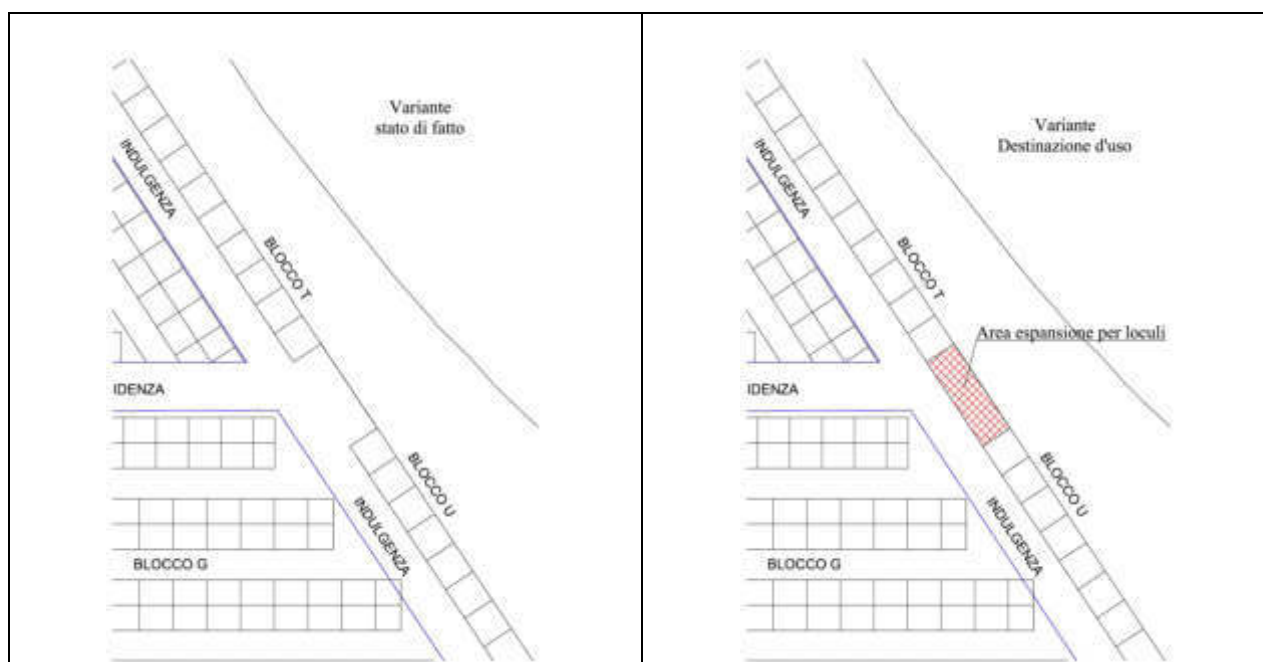 Variante
stato di fatto
INDULGENZA
BLOCCO T
IDENZA
BLOCCO U
INDULGENZA
BLOCCO G
Variante
Destinazione d'uso
INDULGENZA
BLOCCO T
Area espansione per loculi
IDENZA
BLOCCO U
INDULGENZA
BLOCCO G